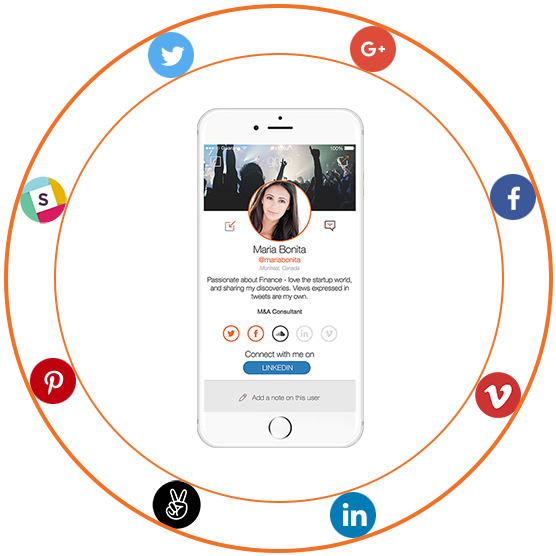 G+
S
f
100%
Maria Bonita
@mariabonita
Montreal, Canada
Passionate about Finance - love the startup world,
and sharing my discoveries. Views expressed in
tweets are my own.
M&A Consultant
f
in
v
Connect with me on
LINKEDIN
Add a note on this user
in